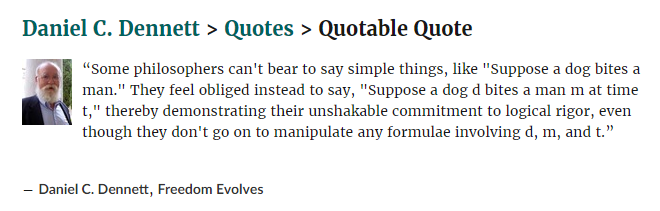 Daniel C. Dennett > Quotes > Quotable Quote
“Some philosophers can't bear to say simple things, like "Suppose a dog bites a
man." They feel obliged instead to say, "Suppose a dog d bites a man m at time
t," thereby demonstrating their unshakable commitment to logical rigor, even
though they don't go on to manipulate any formulae involving d, m, and t.”
― Daniel C. Dennett, Freedom Evolves